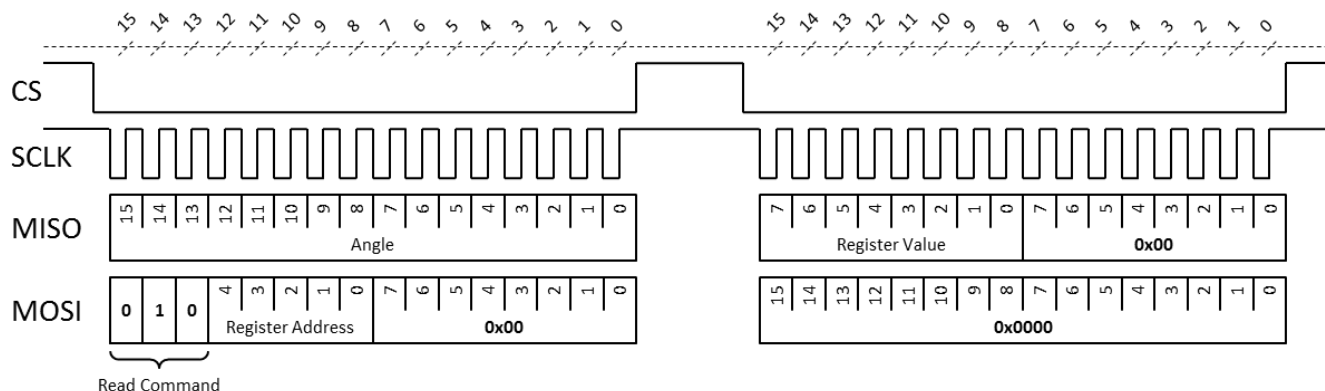 15 14 13 12 11 10 9 8 7 6 5 4 3 2 1 0 15 14 13 12 11 10 9 8 7 6 5 4 3 2 1 0
CS
SCLK
MISO 15 14 13 12 11 10 9 8 7 6 5 4 3 2 1 0 7 6 5 4 3 2 1 0 7 6 5 4 3 2 1 0
Angle Register Value 0x00
MOSI 0 1 0 4 3 2 1 0 7 6 5 4 3 2 1 0 15 14 13 12 11 10 9 8 7 6 5 4 3 2 1 0
Register Address 0x00 0x0000
Read Command